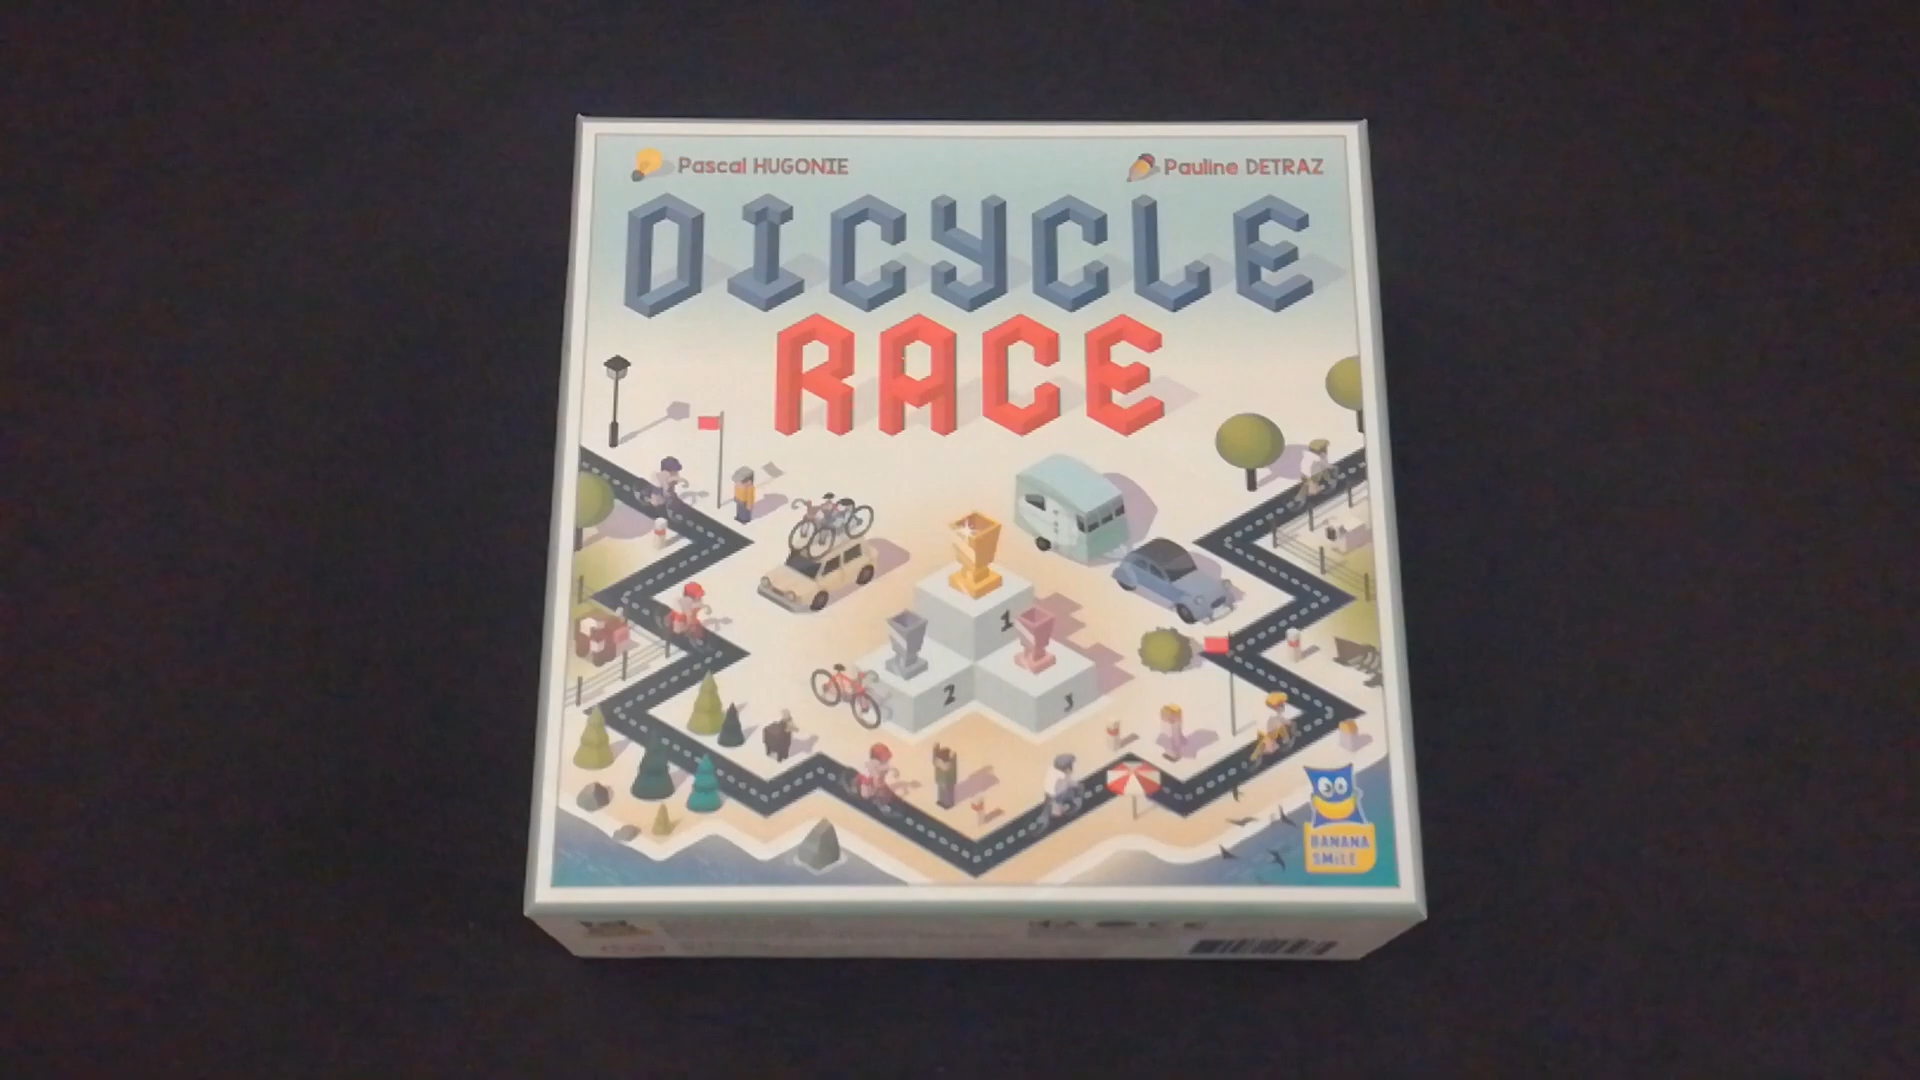 Pascal HUGONIE
Pauline DETRAZ
DICYCLE
RACE
1
2
3
BANANA
SMILE